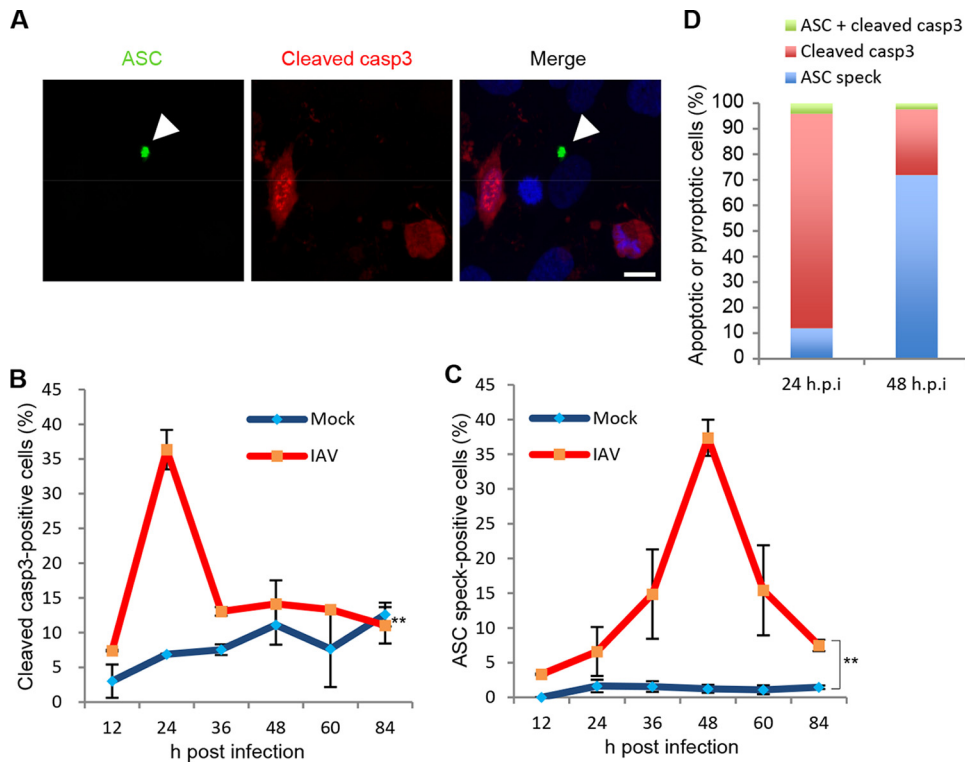 A
ASC
Cleaved casp3
Merge
D
ASC + cleaved casp3
Cleaved casp3
ASC speck
Apoptotic or pyroptotic cells (%)
100
90
80
70
60
50
40
30
20
10
0
24 h.p.i
48 h.p.i
B
Cleaved casp3-positive cells (%)
45
40
35
30
25
20
15
10
5
0
Mock
IAV
**
12
24
36
48
60
84
h post infection
C
ASC speck-positive cells (%)
45
40
35
30
25
20
15
10
5
0
Mock
IAV
**
12
24
36
48
60
84
h post infection